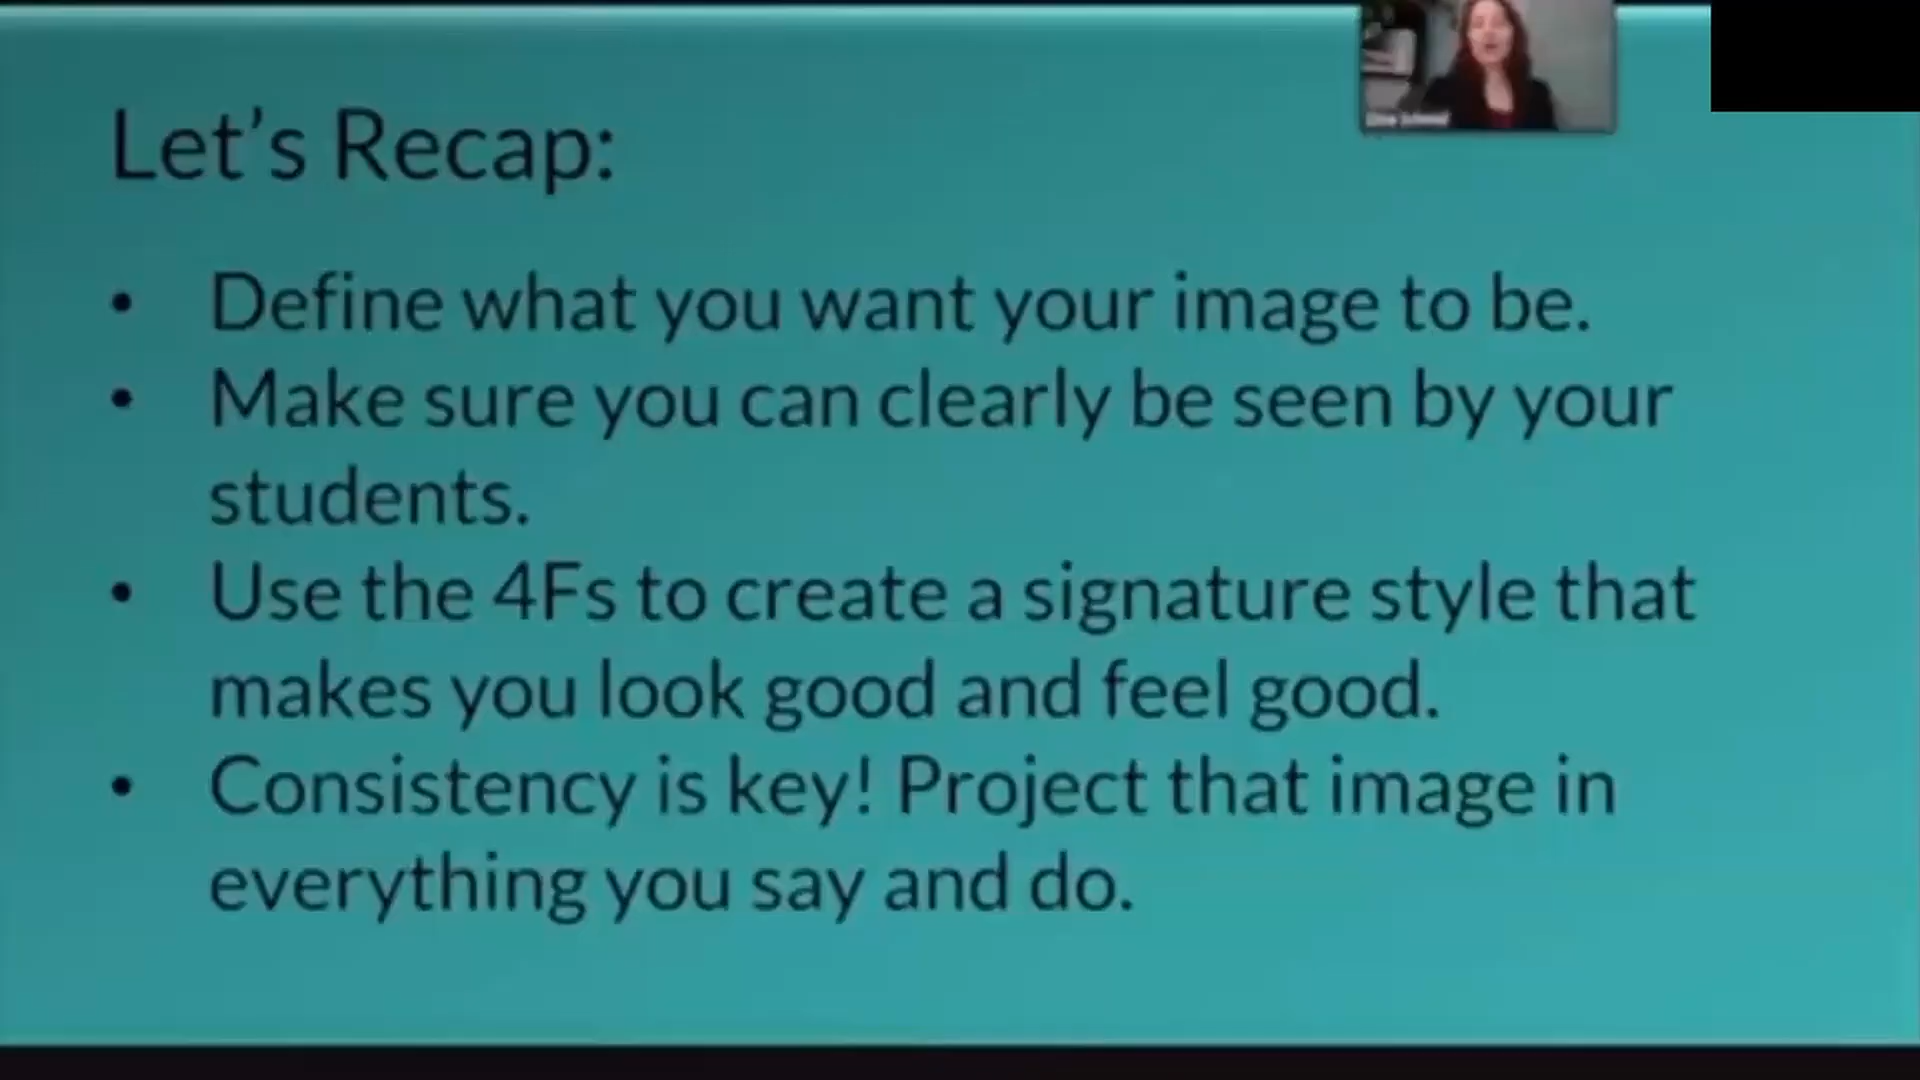 Let's Recap:
• Define what you want your image to be.
• Make sure you can clearly be seen by your
students.
• Use the 4Fs to create a signature style that
makes you look good and feel good.
• Consistency is key! Project that image in
everything you say and do.